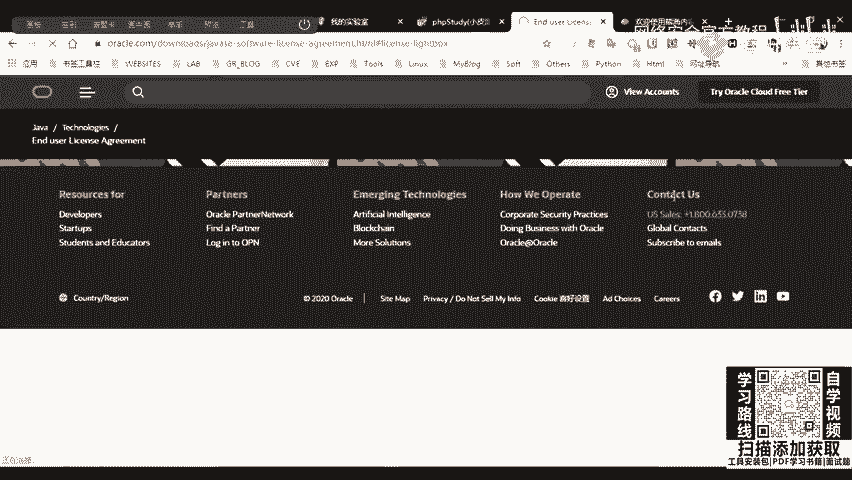 我的实验室
phpStudy(小皮
End user Licens
欢迎使用
网络安全官方教程
oracle.com/downloads/javase-software-license-agreement.html#license-lightbox
应用
书签工具栏
WEBSITES
LAB
GR_BLOG
CVE
EXP
Tools
Linux
MyBlog
Soft
Others
Python
Html
网址导航
其他书签
View Accounts
Try Oracle Cloud Free Tier
Java / Technologies /
End user License Agreement
Resources for
Developers
Startups
Students and Educators
Partners
Oracle PartnerNetwork
Find a Partner
Log in to OPN
Emerging Technologies
Artificial Intelligence
Blockchain
More Solutions
How We Operate
Corporate Security Practices
Doing Business with Oracle
Oracle@Oracle
Contact Us
US Sales: +1.800.633.0738
Global Contacts
Subscribe to emails
Country/Region
© 2020 Oracle | Site Map Privacy / Do Not Sell My Info Cookie 喜好设置 Ad Choices Careers
学习路线
自学视频
扫描添加获取
工具安装包|PDF学习书籍|面试题